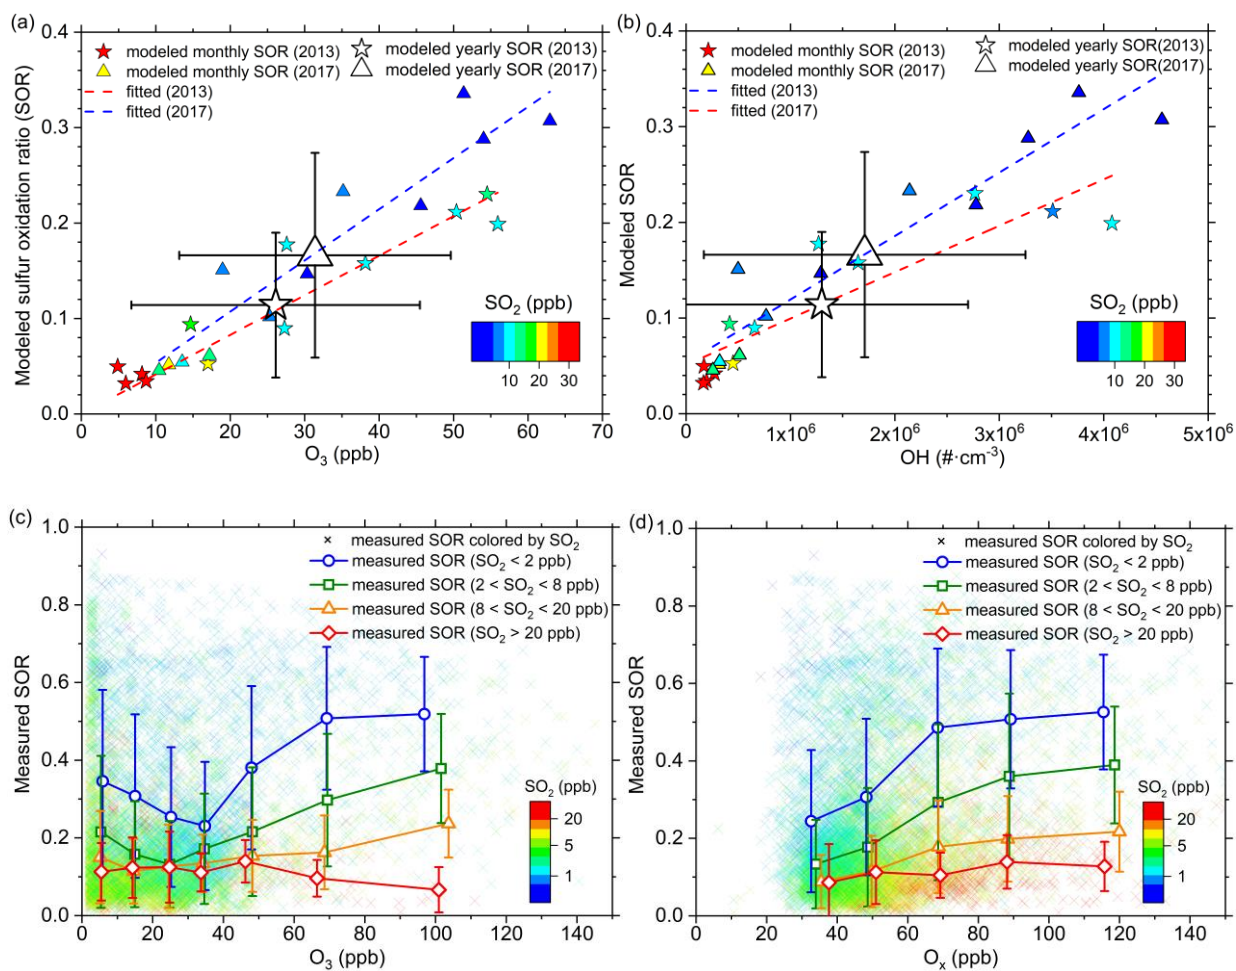 (a)
modeled monthly SOR (2013)
modeled monthly SOR (2017)
fitted (2013)
fitted (2017)
modeled yearly SOR (2013)
modeled yearly SOR (2017)
Modeled sulfur oxidation ratio (SOR)
0.4
0.3
0.2
0.1
0.0
SO₂ (ppb)
10 20 30
0 10 20 30 40 50 60 70
O₃ (ppb)
(b)
modeled monthly SOR (2013)
modeled monthly SOR (2017)
fitted (2013)
fitted (2017)
modeled yearly SOR(2013)
modeled yearly SOR(2017)
Modeled SOR
0.4
0.3
0.2
0.1
0.0
SO₂ (ppb)
10 20 30
0 1x10⁶ 2x10⁶ 3x10⁶ 4x10⁶ 5x10⁶
OH (#·cm⁻³)
(c)
measured SOR colored by SO₂
measured SOR (SO₂ < 2 ppb)
measured SOR (2 < SO₂ < 8 ppb)
measured SOR (8 < SO₂ < 20 ppb)
measured SOR (SO₂ > 20 ppb)
Measured SOR
1.0
0.8
0.6
0.4
0.2
0.0
SO₂ (ppb)
20
5
1
0 20 40 60 80 100 120 140
O₃ (ppb)
(d)
measured SOR colored by SO₂
measured SOR (SO₂ < 2 ppb)
measured SOR (2 < SO₂ < 8 ppb)
measured SOR (8 < SO₂ < 20 ppb)
measured SOR (SO₂ > 20 ppb)
Measured SOR
1.0
0.8
0.6
0.4
0.2
0.0
SO₂ (ppb)
20
5
1
0 20 40 60 80 100 120 140
Oₓ (ppb)